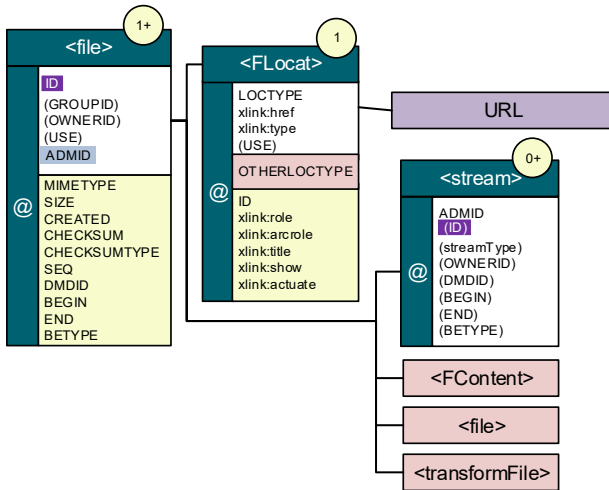 1+
<file>
@
ID
(GROUPID)
(OWNERID)
(USE)
ADMID
MIMETYPE
SIZE
CREATED
CHECKSUM
CHECKSUMTYPE
SEQ
DMDID
BEGIN
END
BETYPE
1
<FLocat>
@
LOCTYPE
xlink:href
xlink:type
(USE)
OTHERLOCTYPE
ID
xlink:role
xlink:arcrole
xlink:title
xlink:show
xlink:actuate
URL
0+
<stream>
@
ADMID
(ID)
(streamType)
(OWNERID)
(DMDID)
(BEGIN)
(END)
(BETYPE)
<FContent>
<file>
<transformFile>